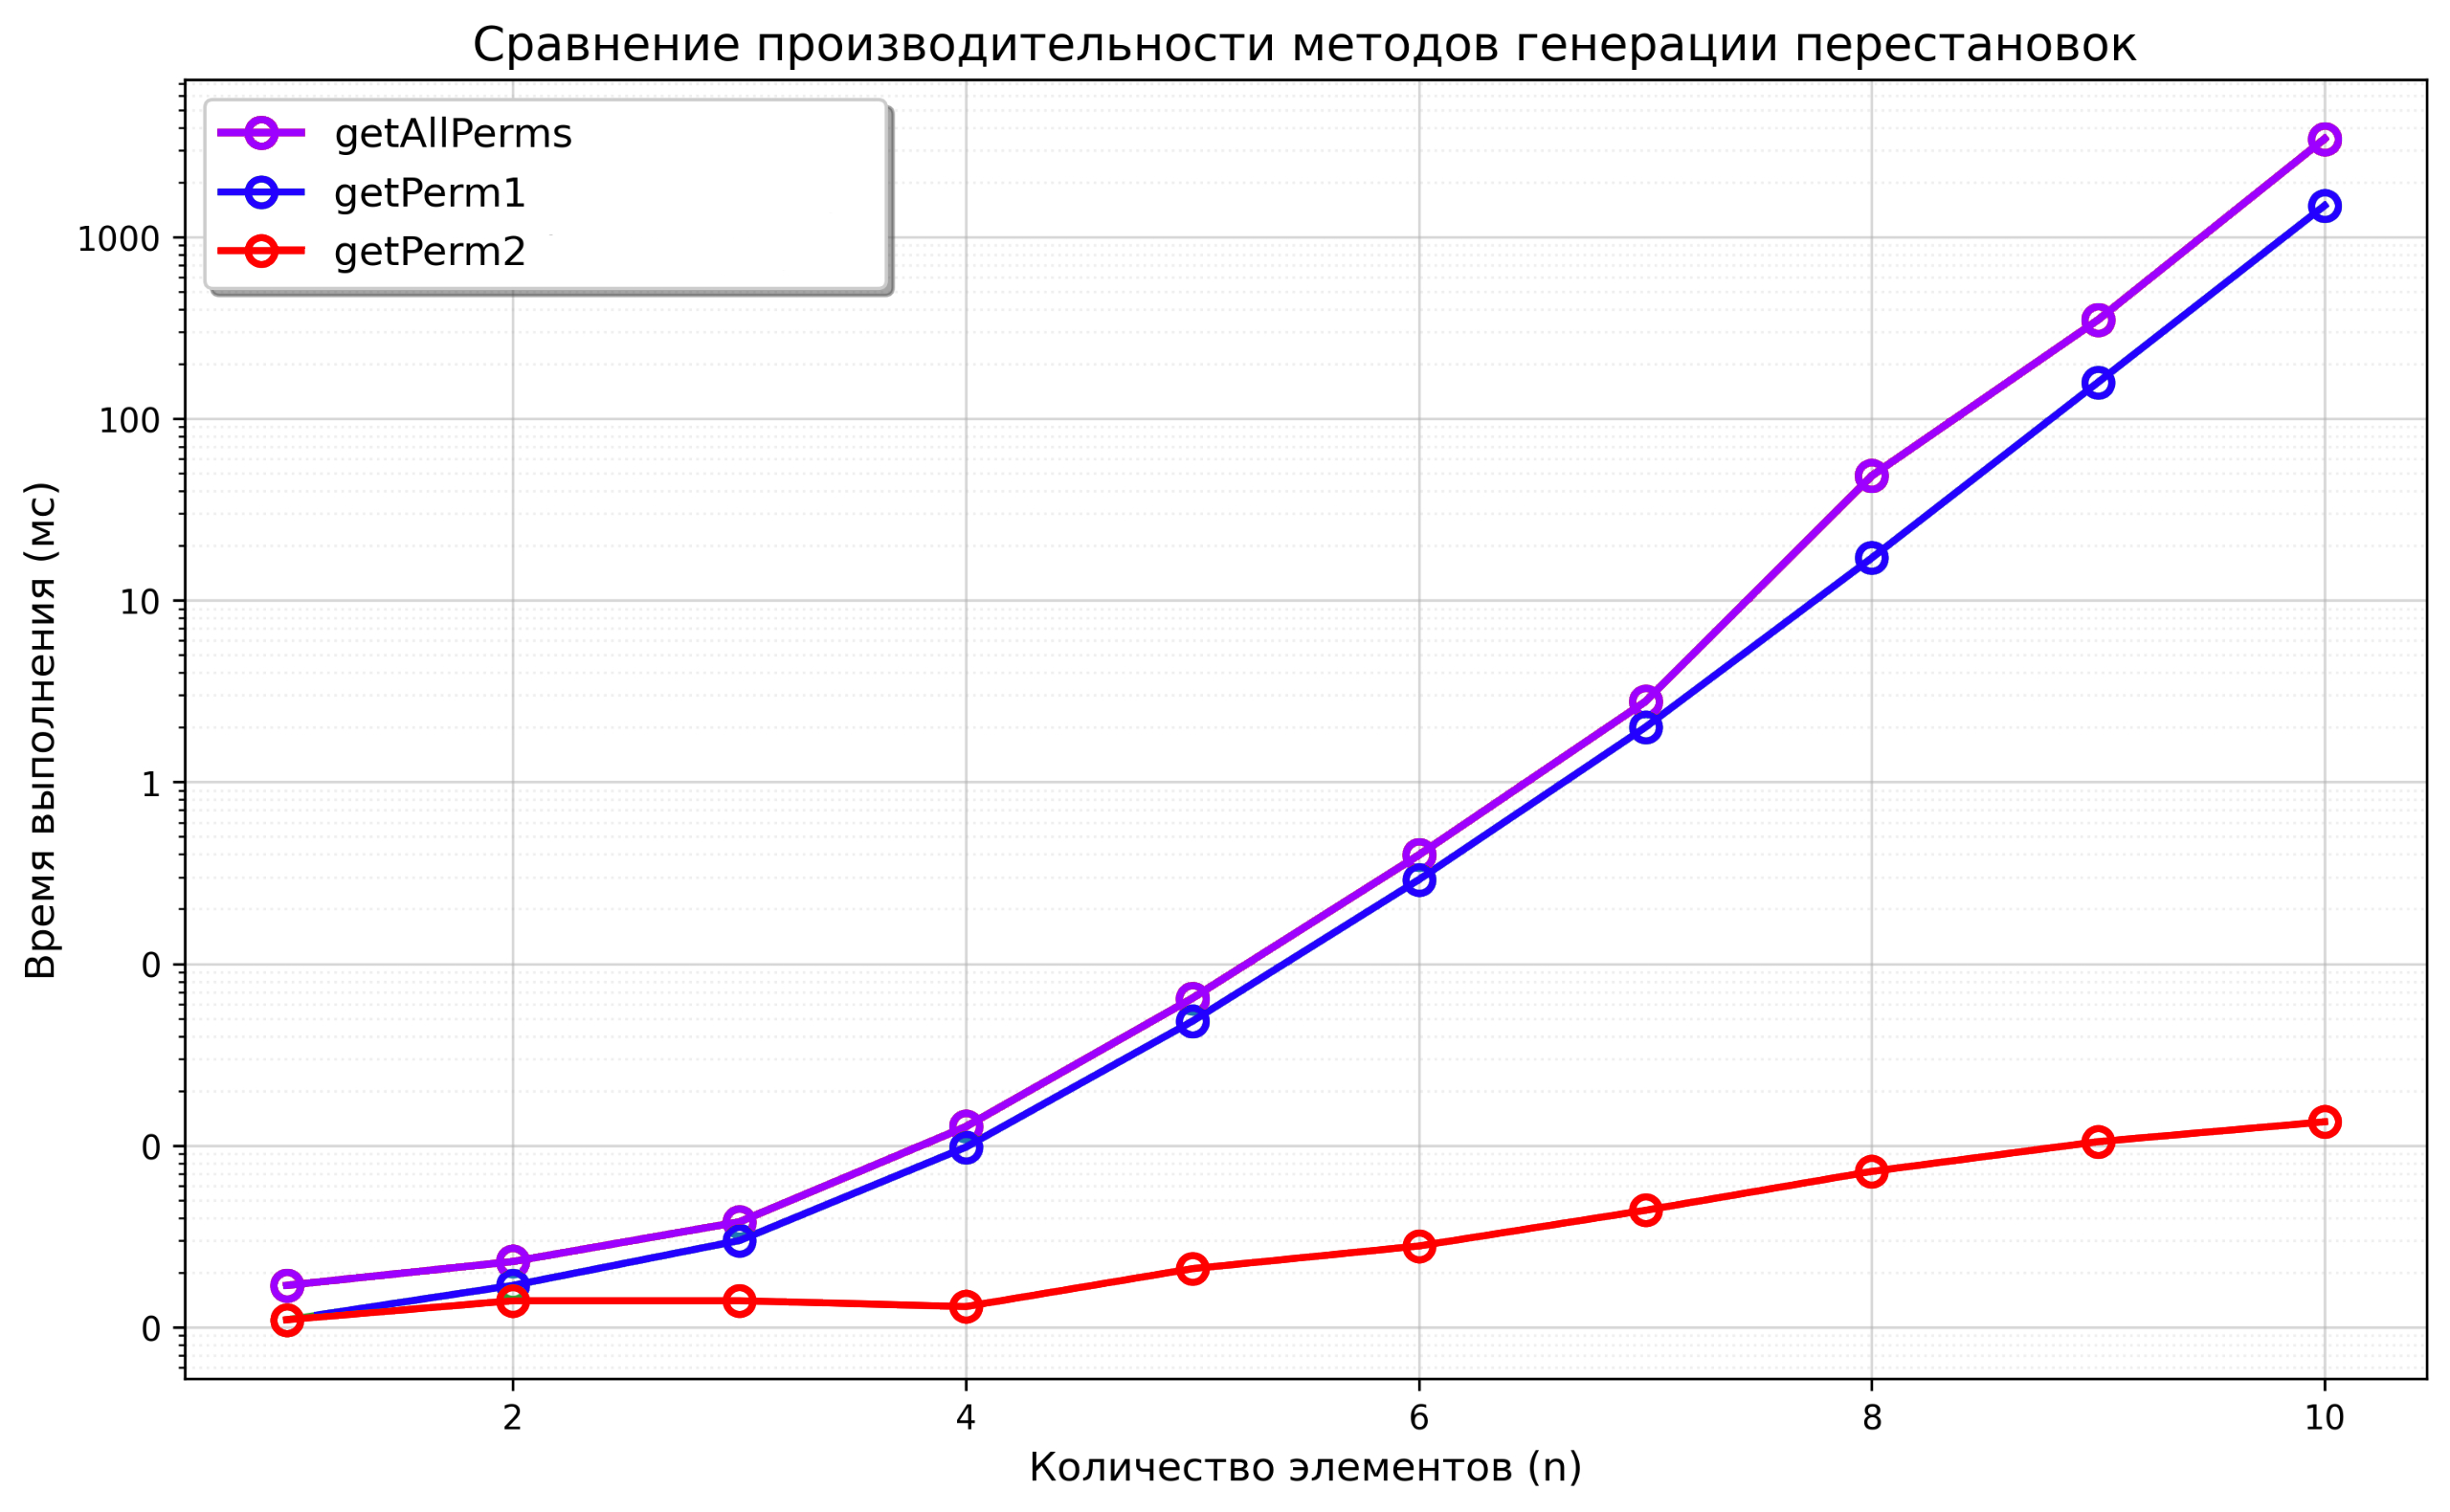 Сравнение производительности методов генерации перестановок
getAllPerms
getPerm1
getPerm2
Время выполнения (мс)
1000
100
10
1
0
0
0
2
4
6
8
10
Количество элементов (n)